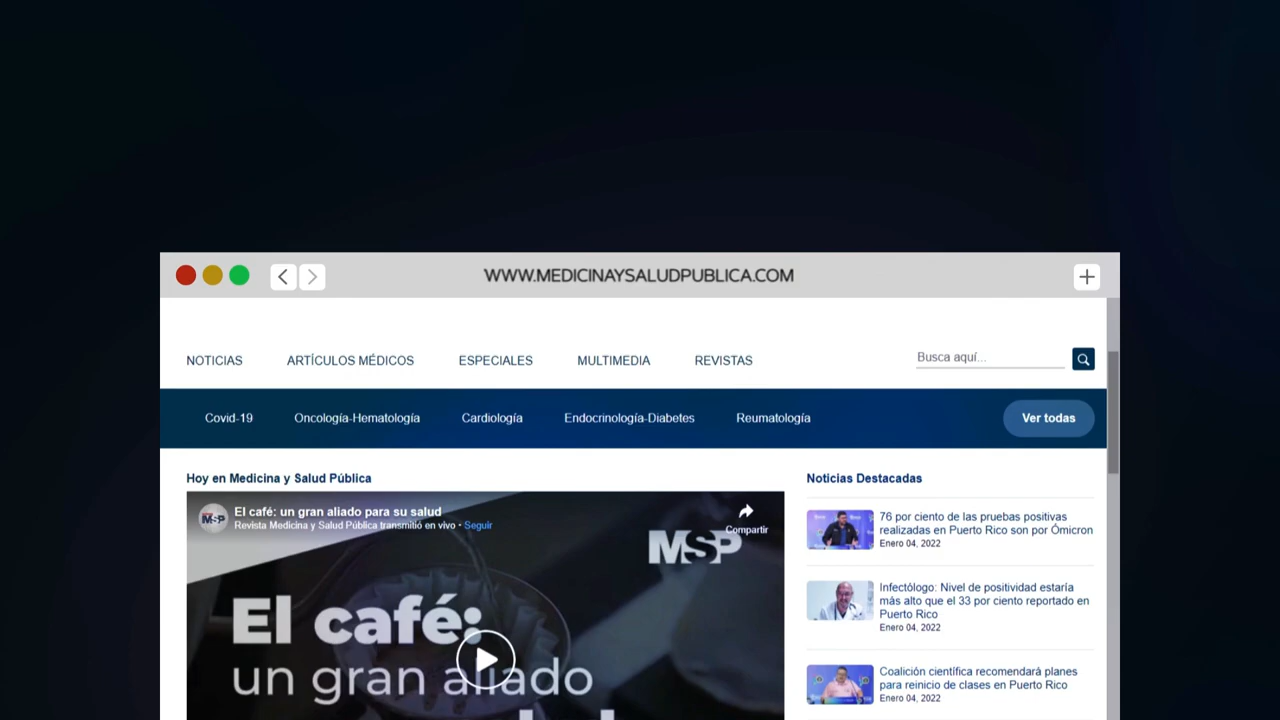 WWW.MEDICINAYSALUDPUBLICA.COM
NOTICIAS
ARTÍCULOS MÉDICOS
ESPECIALES
MULTIMEDIA
REVISTAS
Busca aquí...
Covid-19
Oncología-Hematología
Cardiología
Endocrinología-Diabetes
Reumatología
Ver todas
Hoy en Medicina y Salud Pública
MSP
El café: un gran aliado para su salud
Revista Medicina y Salud Pública transmitió en vivo · Seguir
Compartir
MSP
El café:
un gran aliado
Noticias Destacadas
76 por ciento de las pruebas positivas
realizadas en Puerto Rico son por Ómicron
Enero 04, 2022
Infectólogo: Nivel de positividad estaría
más alto que el 33 por ciento reportado en
Puerto Rico
Enero 04, 2022
Coalición científica recomendará planes
para reinicio de clases en Puerto Rico
Enero 04, 2022